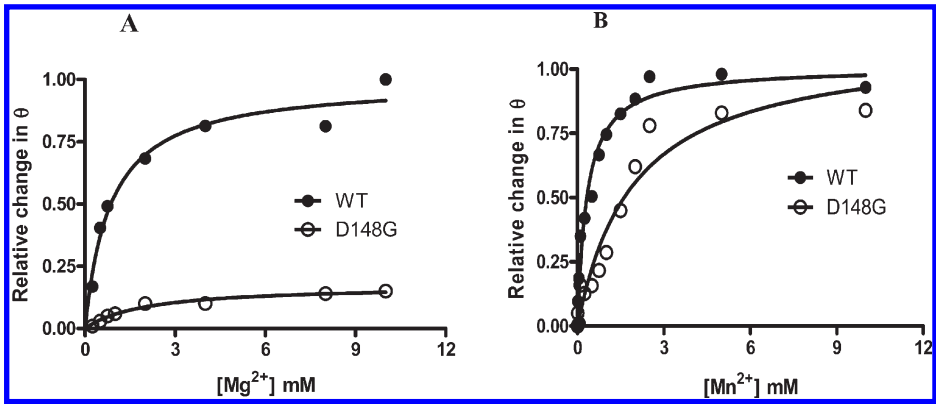 A
Relative change in θ
1.00
0.75
0.50
0.25
0.00
0
3
6
9
12
[Mg²⁺] mM
WT
D148G
B
Relative change in θ
1.00
0.75
0.50
0.25
0.00
0
3
6
9
12
[Mn²⁺] mM
WT
D148G